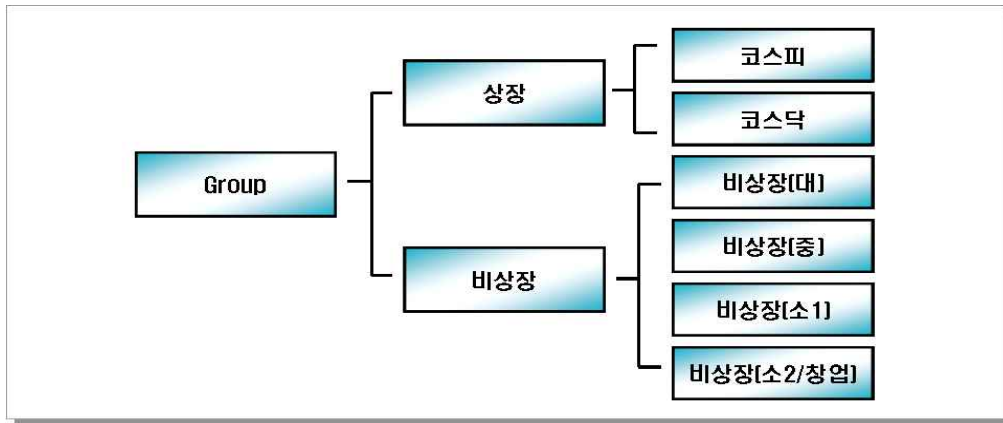 Group
상장
코스피
코스닥
비상장
비상장(대)
비상장(중)
비상장(소1)
비상장(소2/창업)